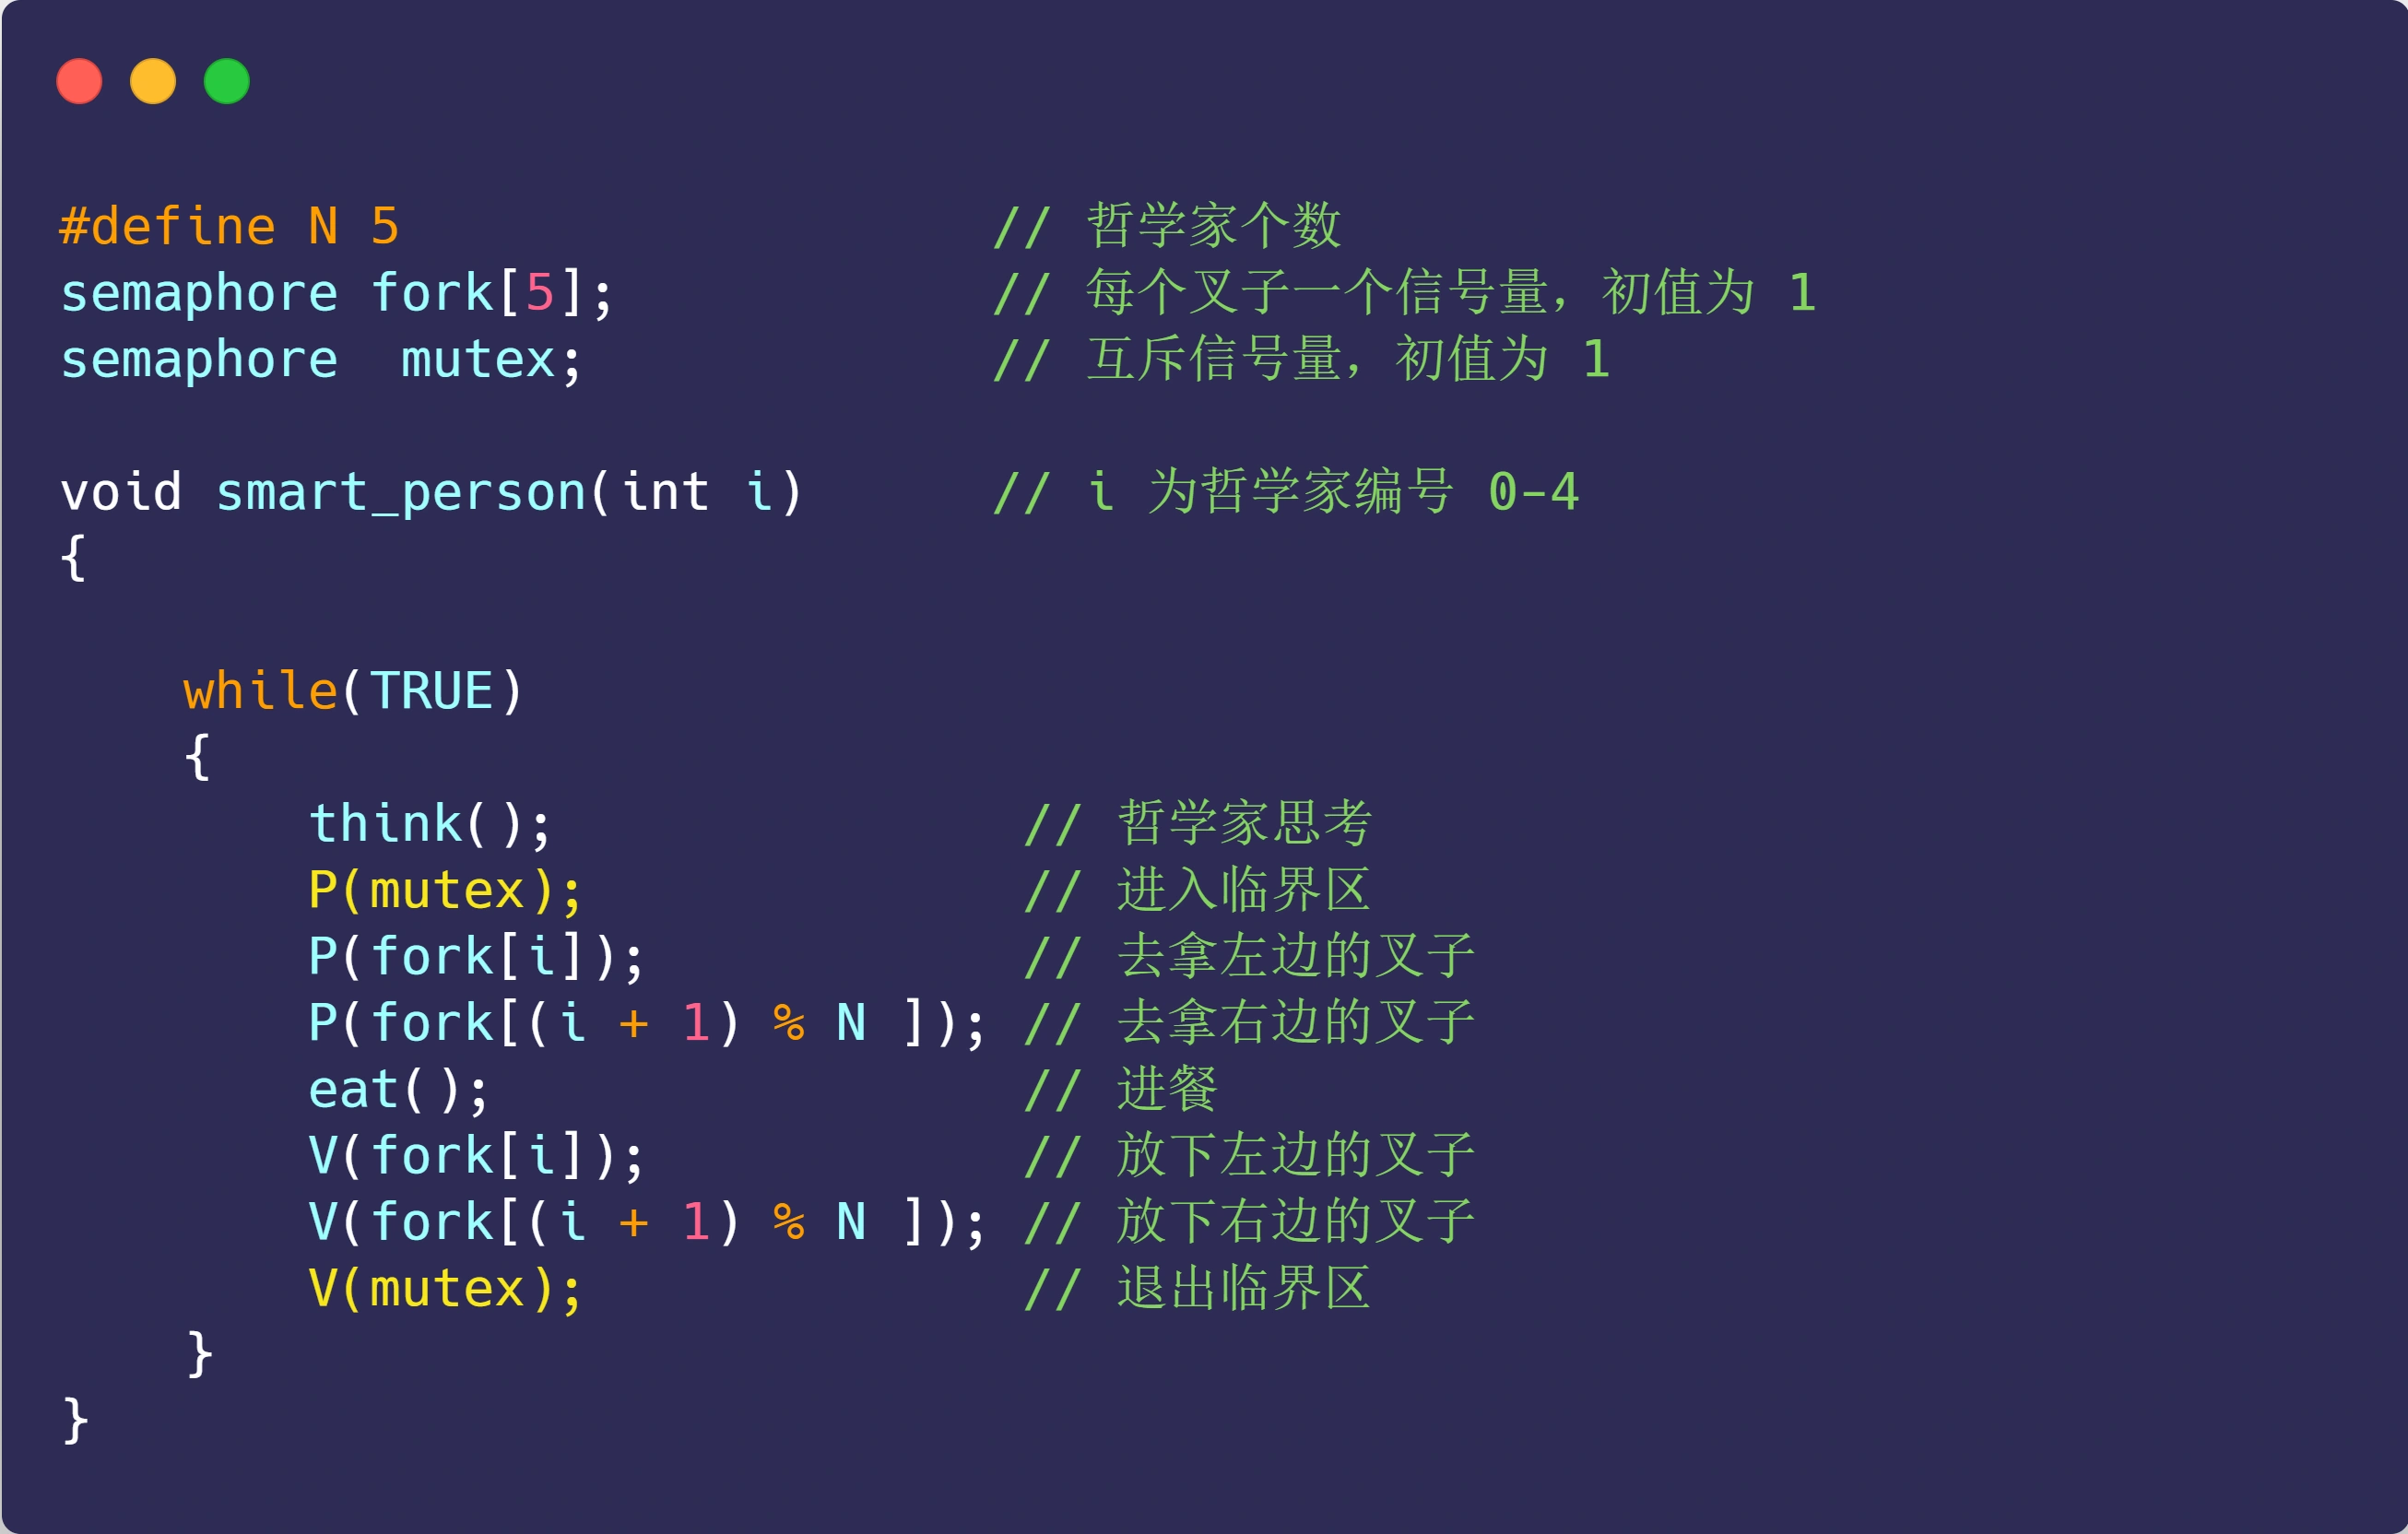 #define N 5                   // 哲学家个数
semaphore fork[5];            // 每个叉子一个信号量，初值为 1
semaphore  mutex;             // 互斥信号量，初值为 1
void smart_person(int i)      // i 为哲学家编号 0-4
{
    while(TRUE)
    {
        think();               // 哲学家思考
        P(mutex);              // 进入临界区
        P(fork[i]);            // 去拿左边的叉子
        P(fork[(i + 1) % N ]); // 去拿右边的叉子
        eat();                 // 进餐
        V(fork[i]);            // 放下左边的叉子
        V(fork[(i + 1) % N ]); // 放下右边的叉子
        V(mutex);              // 退出临界区
    }
}